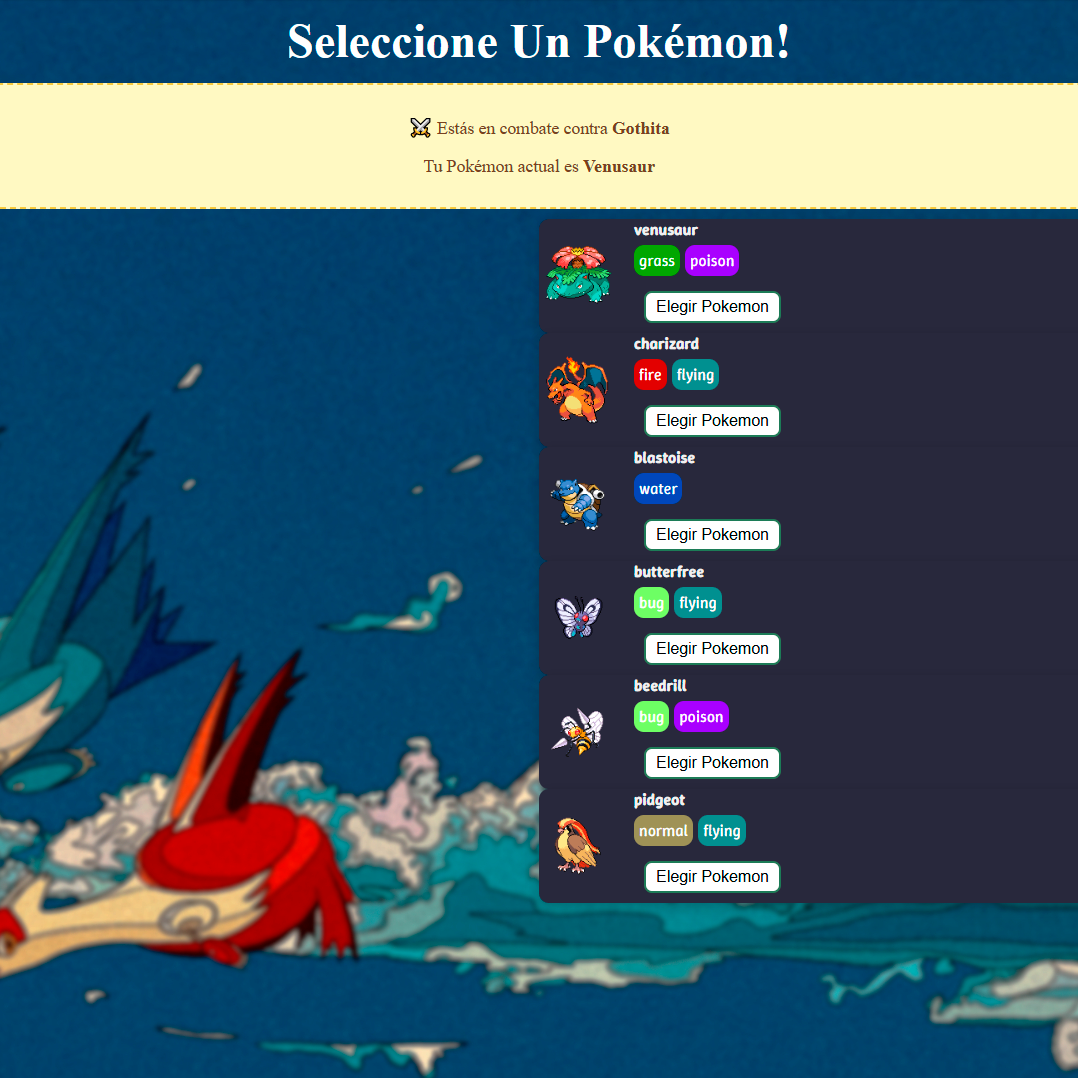 Seleccione Un Pokémon!
Estás en combate contra Gothita
Tu Pokémon actual es Venusaur
venusaur
grass poison
Elegir Pokemon
charizard
fire flying
Elegir Pokemon
blastoise
water
Elegir Pokemon
butterfree
bug flying
Elegir Pokemon
beedrill
bug poison
Elegir Pokemon
pidgeot
normal flying
Elegir Pokemon